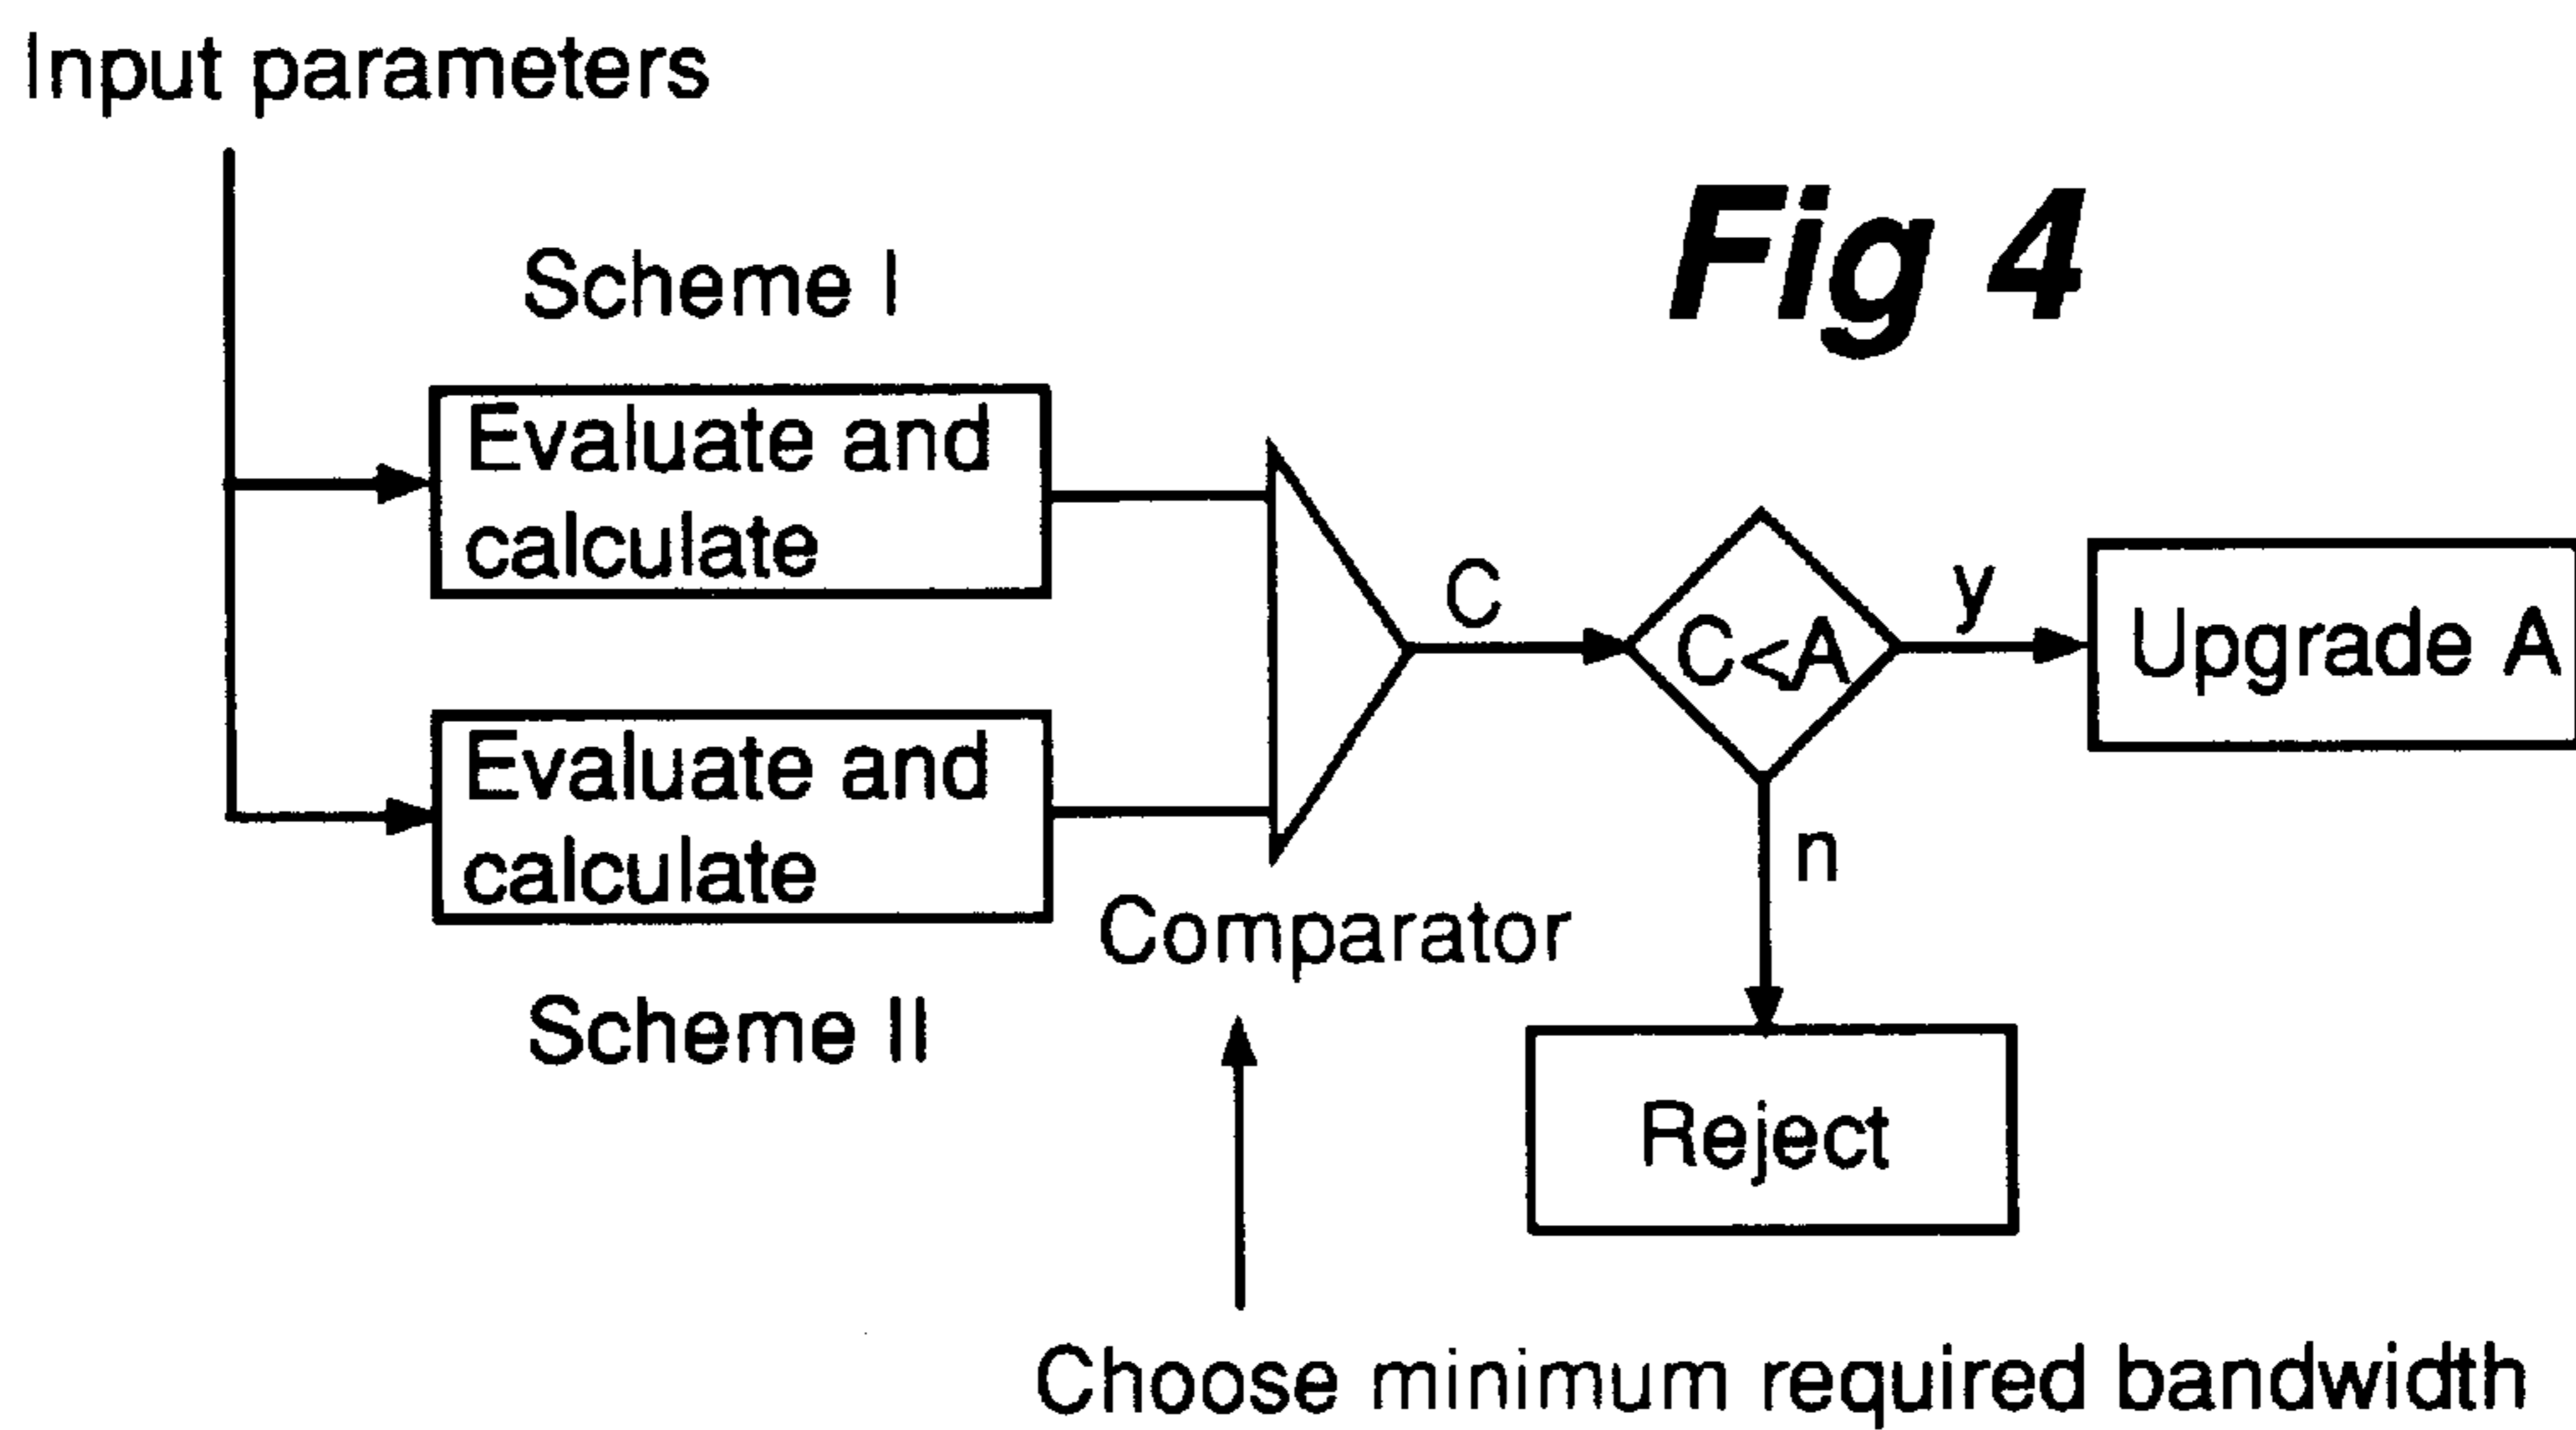 Input parameters
Fig 4
Scheme I
Evaluate and
calculate
C
C<A
y
Upgrade A
Evaluate and
calculate
n
Comparator
Scheme II
Reject
Choose minimum required bandwidth